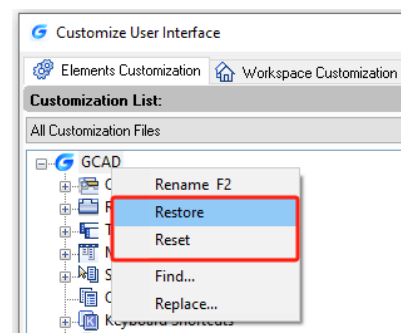 Customize User Interface
Elements Customization Workspace Customization
Customization List:
All Customization Files
GCAD
Rename F2
Restore
Reset
Find...
Replace...
Keyboard Shortcuts